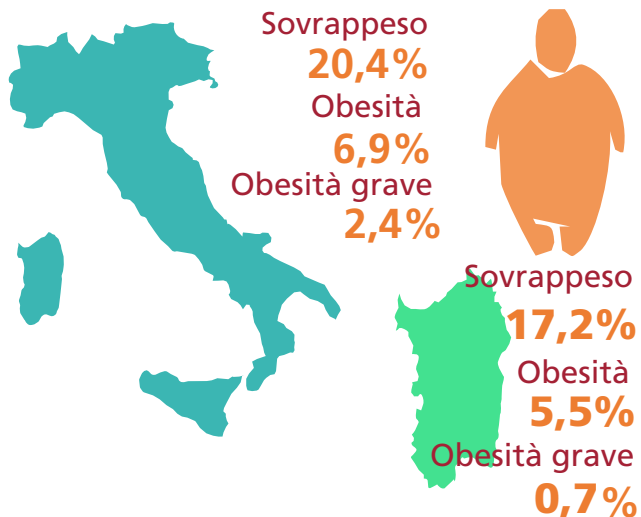 Sovrappeso
20,4%
Obesità
6,9%
Obesità grave
2,4%
Sovrappeso
17,2%
Obesità
5,5%
Obesità grave
0,7%